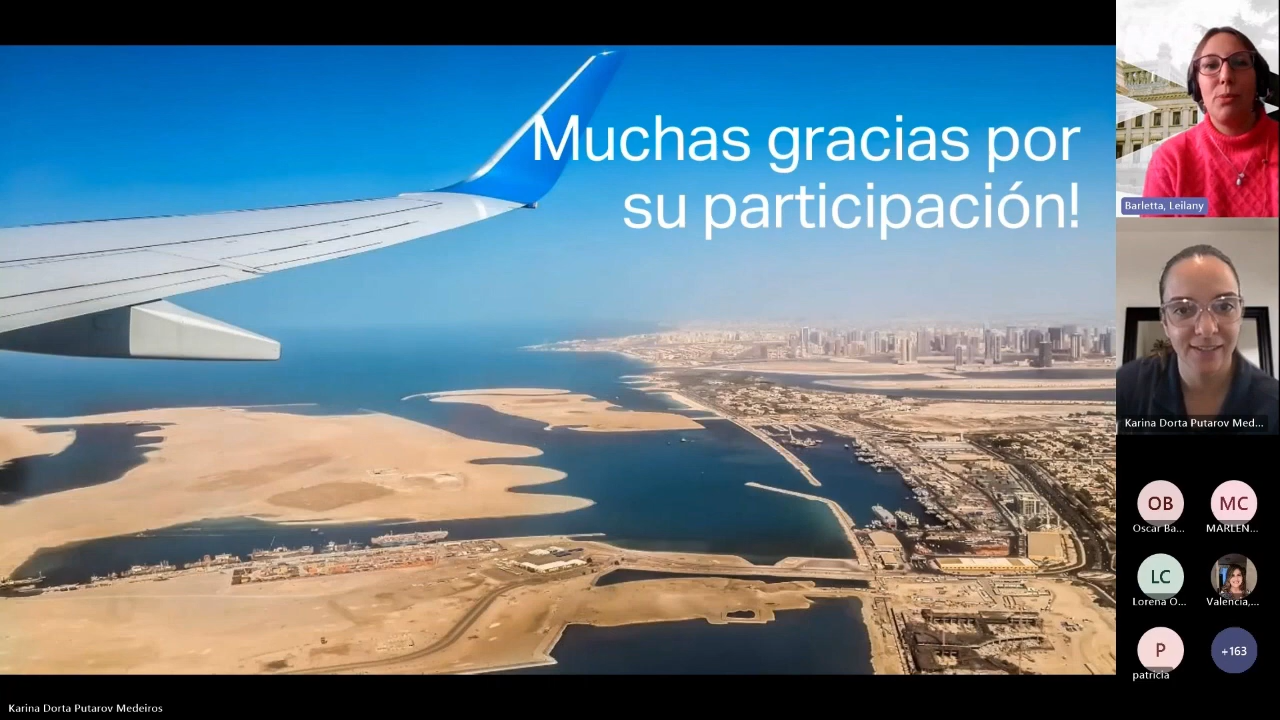 Muchas gracias por
su participación!
Barletta, Leilany
Karina Dorta Putarov Med...
OB
MC
Oscar Ba...
MARLEN...
LC
Lorena O...
Valencia,...
P
+163
patricia
Karina Dorta Putarov Medeiros